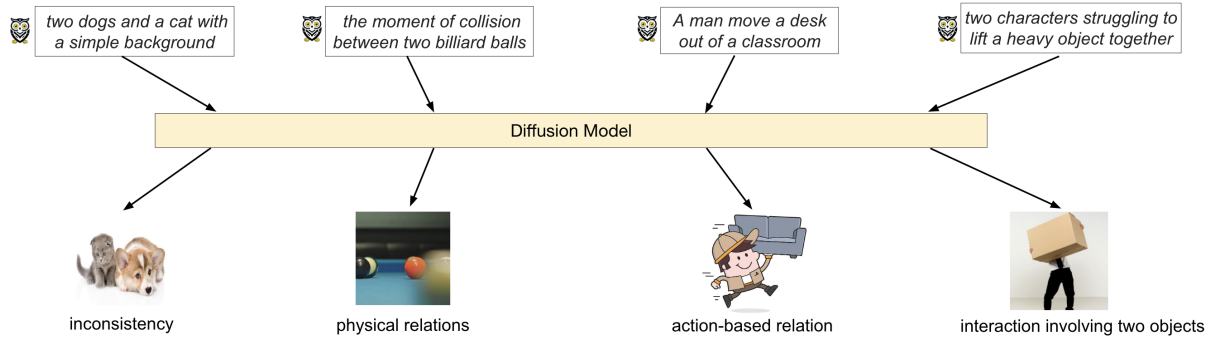 two dogs and a cat with
a simple background
the moment of collision
between two billiard balls
A man move a desk
out of a classroom
two characters struggling to
lift a heavy object together
Diffusion Model
inconsistency
physical relations
action-based relation
interaction involving two objects